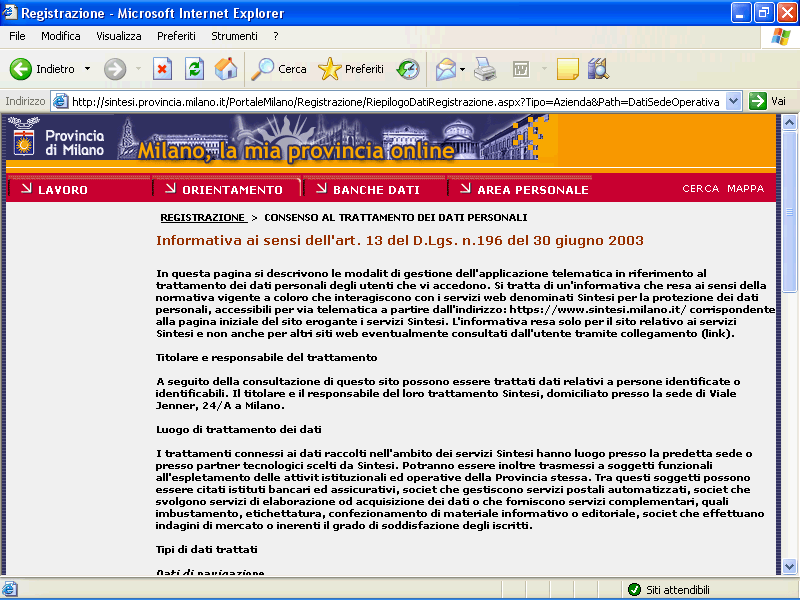 Registrazione - Microsoft Internet Explorer
File Modifica Visualizza Preferiti Strumenti ?
Indietro Cerca Preferiti
Indirizzo http://sintesi.provincia.milano.it/PortaleMilano/Registrazione/RiepilogoDatiRegistrazione.aspx?Tipo=Azienda&Path=DatiSedeOperativa Vai
Provincia di Milano
Milano, la mia provincia online
LAVORO ORIENTAMENTO BANCHE DATI AREA PERSONALE CERCA MAPPA
REGISTRAZIONE > CONSENSO AL TRATTAMENTO DEI DATI PERSONALI
Informativa ai sensi dell'art. 13 del D.Lgs. n.196 del 30 giugno 2003
In questa pagina si descrivono le modalit di gestione dell'applicazione telematica in riferimento al
trattamento dei dati personali degli utenti che vi accedono. Si tratta di un'informativa che resa ai sensi della
normativa vigente a coloro che interagiscono con i servizi web denominati Sintesi per la protezione dei dati
personali, accessibili per via telematica a partire dall'indirizzo: https://www.sintesi.milano.it/ corrispondente
alla pagina iniziale del sito erogante i servizi Sintesi. L'informativa resa solo per il sito relativo ai servizi
Sintesi e non anche per altri siti web eventualmente consultati dall'utente tramite collegamento (link).
Titolare e responsabile del trattamento
A seguito della consultazione di questo sito possono essere trattati dati relativi a persone identificate o
identificabili. Il titolare e il responsabile del loro trattamento Sintesi, domiciliato presso la sede di Viale
Jenner, 24/A a Milano.
Luogo di trattamento dei dati
I trattamenti connessi ai dati raccolti nell'ambito dei servizi Sintesi hanno luogo presso la predetta sede o
presso partner tecnologici scelti da Sintesi. Potranno essere inoltre trasmessi a soggetti funzionali
all'espletamento delle attivit istituzionali ed operative della Provincia stessa. Tra questi soggetti possono
essere citati istituti bancari ed assicurativi, societ che gestiscono servizi postali automatizzati, societ che
svolgono servizi di elaborazione od acquisizione dei dati o che forniscono servizi complementari, quali
imbustamento, etichettatura, confezionamento di materiale informativo o editoriale, societ che effettuano
indagini di mercato o inerenti il grado di soddisfazione degli iscritti.
Tipi di dati trattati
Dati di navigazione
Siti attendibili